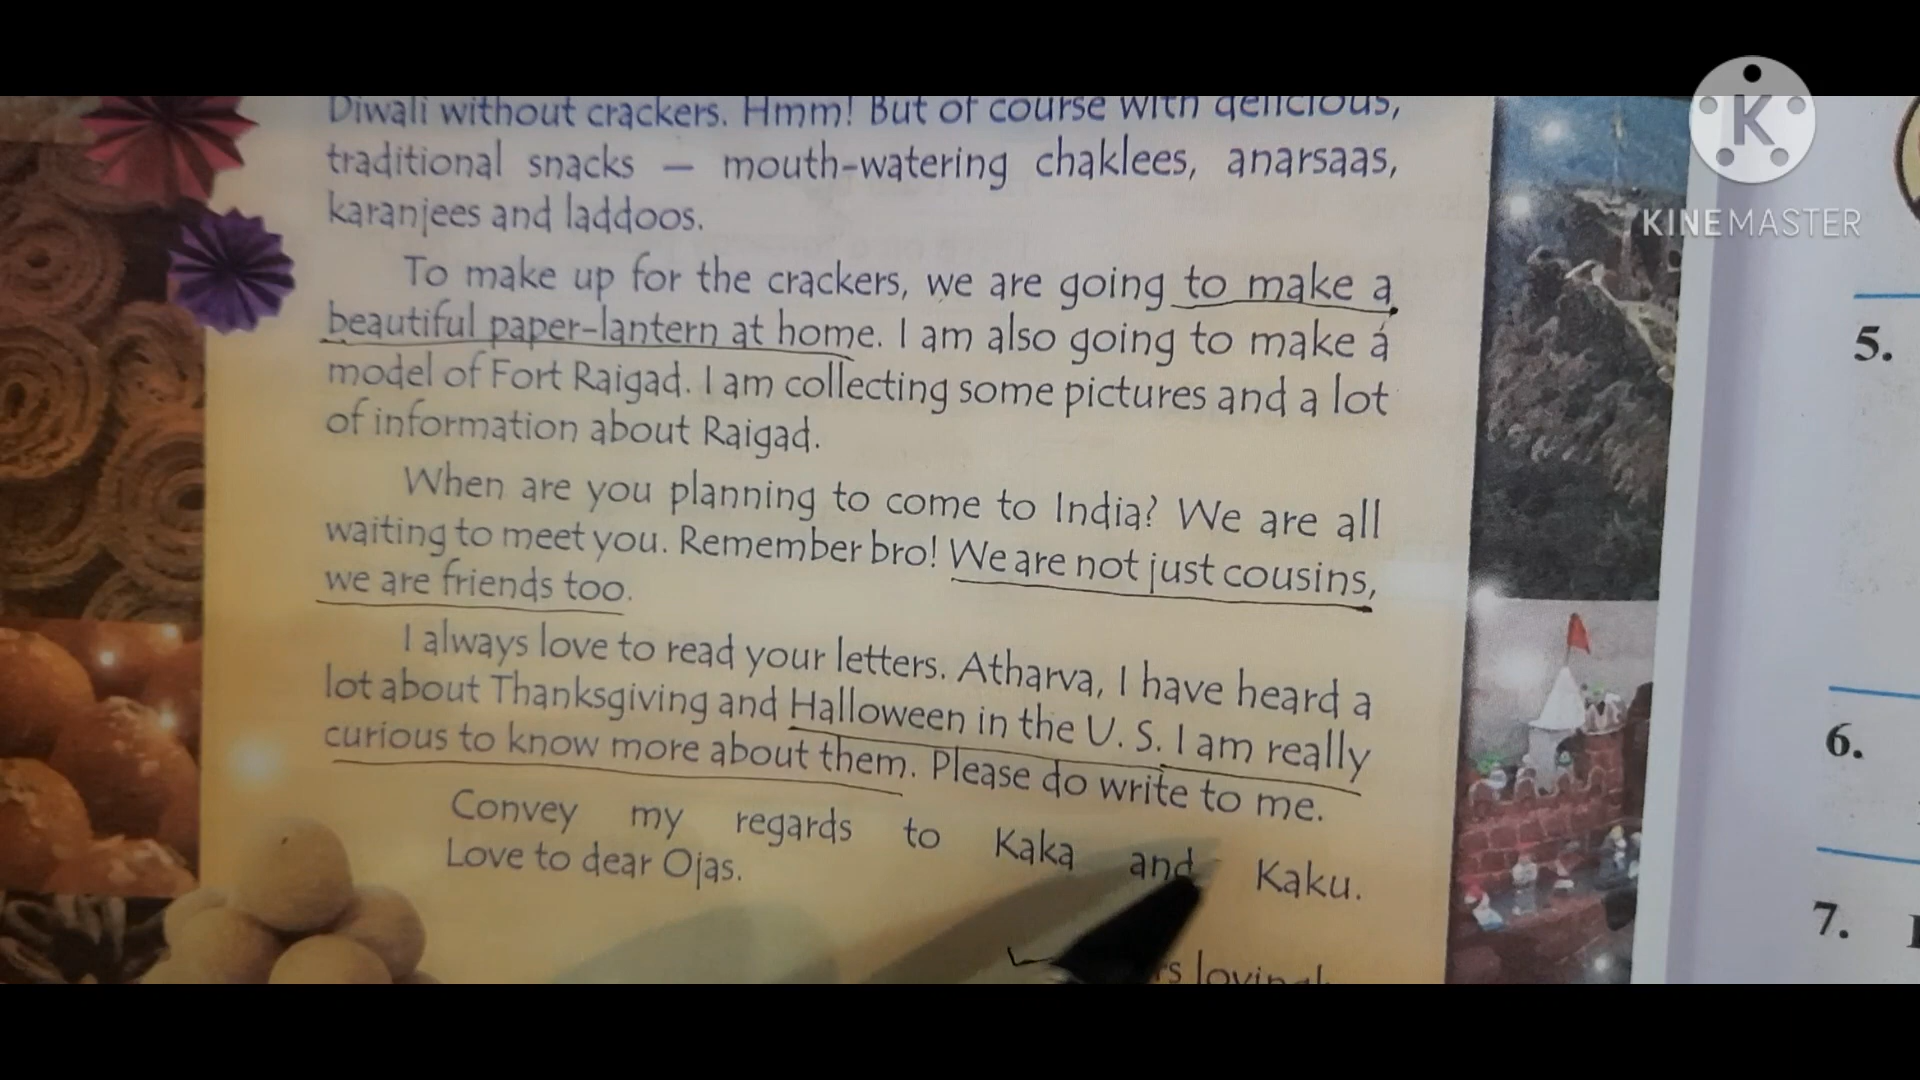 Diwali without crackers. Hmm! But of course with delicious,
traditional snacks – mouth-watering chaklees, anarsaas,
karanjees and laddoos.
To make up for the crackers, we are going to make a
beautiful paper-lantern at home. I am also going to make a
model of Fort Raigad. I am collecting some pictures and a lot
of information about Raigad.
When are you planning to come to India? We are all
waiting to meet you. Remember bro! We are not just cousins,
we are friends too.
I always love to read your letters. Atharva, I have heard a
lot about Thanksgiving and Halloween in the U. S. I am really
curious to know more about them. Please do write to me.
Convey my regards to Kaka and Kaku.
Love to dear Ojas.
K
KINEMASTER
5.
6.
7.